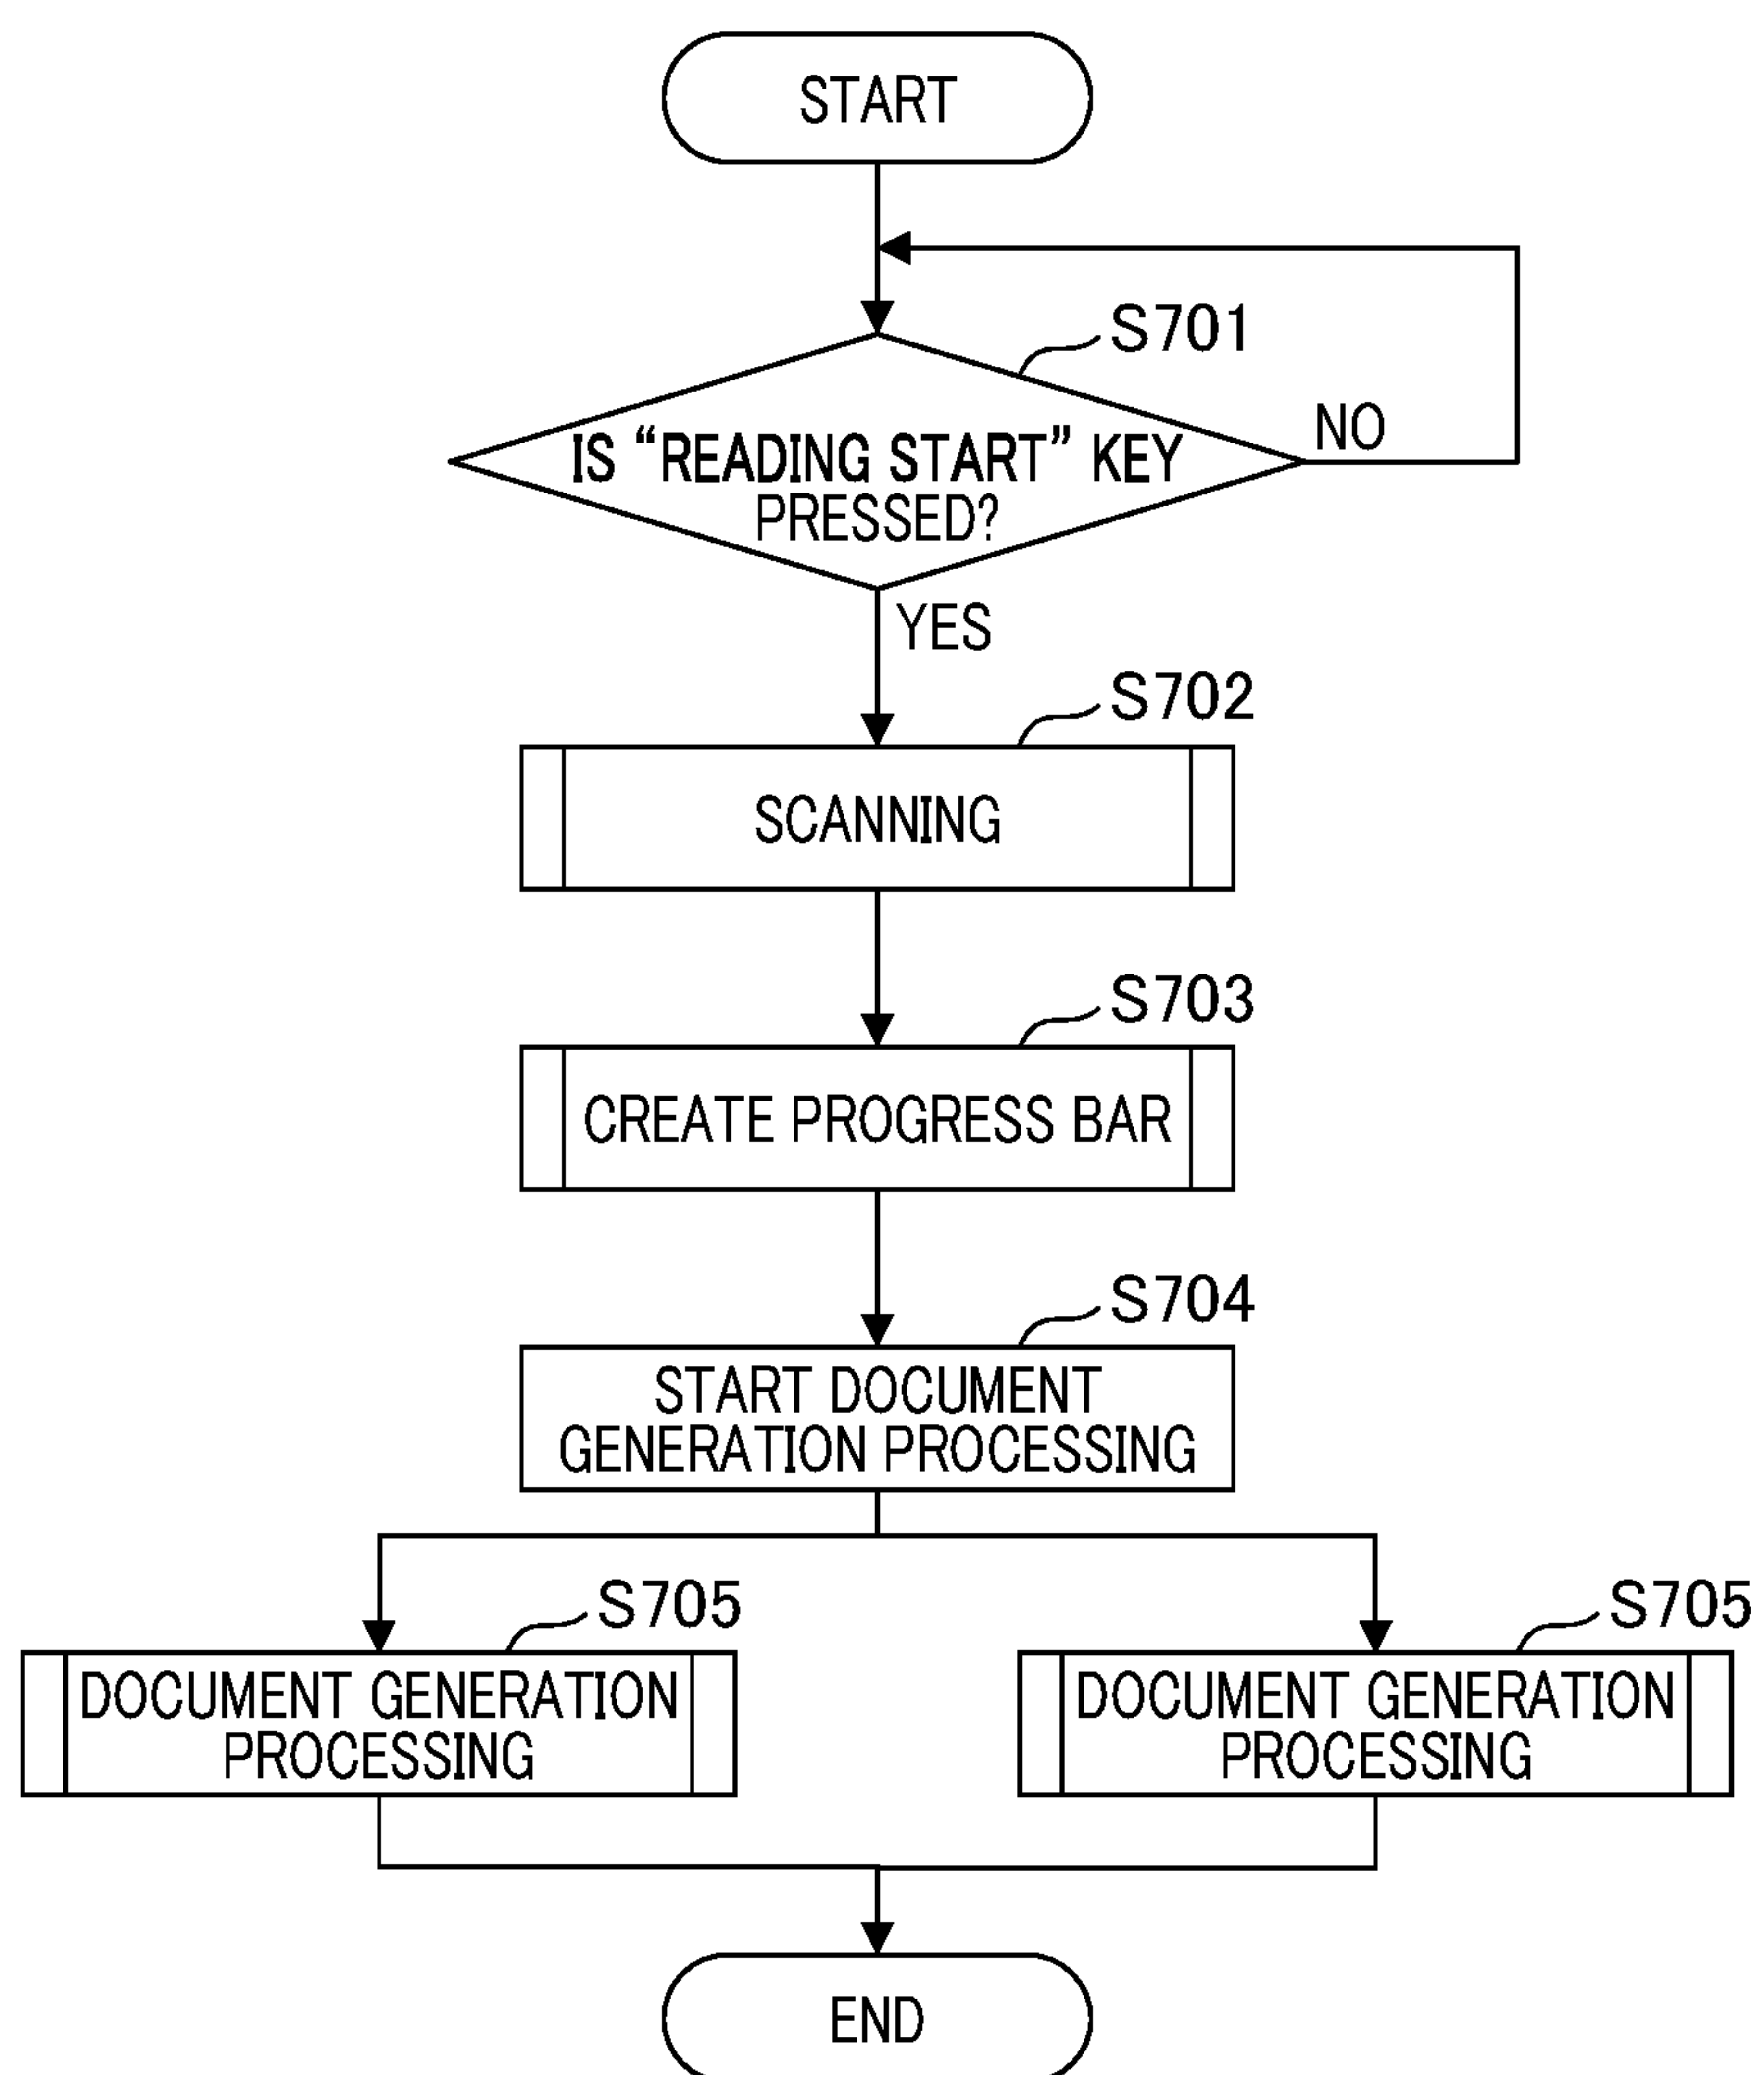 START
S701
NO
IS “READING START” KEY
PRESSED?
YES
S702
SCANNING
S703
CREATE PROGRESS BAR
S704
START DOCUMENT
GENERATION PROCESSING
S705
DOCUMENT GENERATION
PROCESSING
S705
DOCUMENT GENERATION
PROCESSING
END